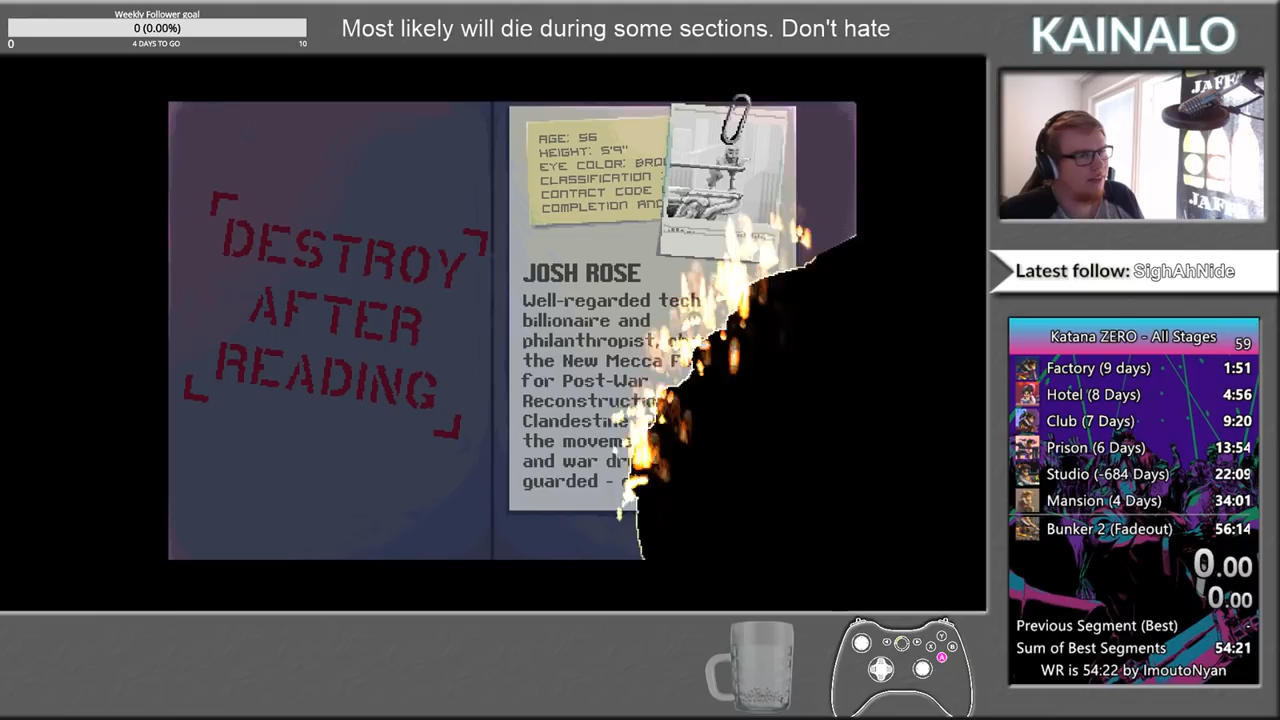 Weekly Follower goal
0 (0.00%)
0
4 DAYS TO GO
10
Most likely will die during some sections. Don't hate
KAINALO
JAFF
JAFF
DESTROY
AFTER
READING
AGE: 56
HEIGHT: 5'9"
EYE COLOR: BRO
CLASSIFICATION
CONTACT CODE
COMPLETION AND
JOSH ROSE
Well-regarded tech
billionaire and
philanthropist,
the New Mecca
for Post-War
Reconstructio
Clandestine
the movem
and war dr
guarded -
Latest follow: SighAhNide
Katana ZERO - All Stages
59
Factory (9 days) 1:51
Hotel (8 Days) 4:56
Club (7 Days) 9:20
Prison (6 Days) 13:54
Studio (-684 Days) 22:09
Mansion (4 Days) 34:01
Bunker 2 (Fadeout) 56:14
0.00
0.00
Previous Segment (Best) -
Sum of Best Segments 54:21
WR is 54:22 by ImoutoNyan
Y
X
B
A